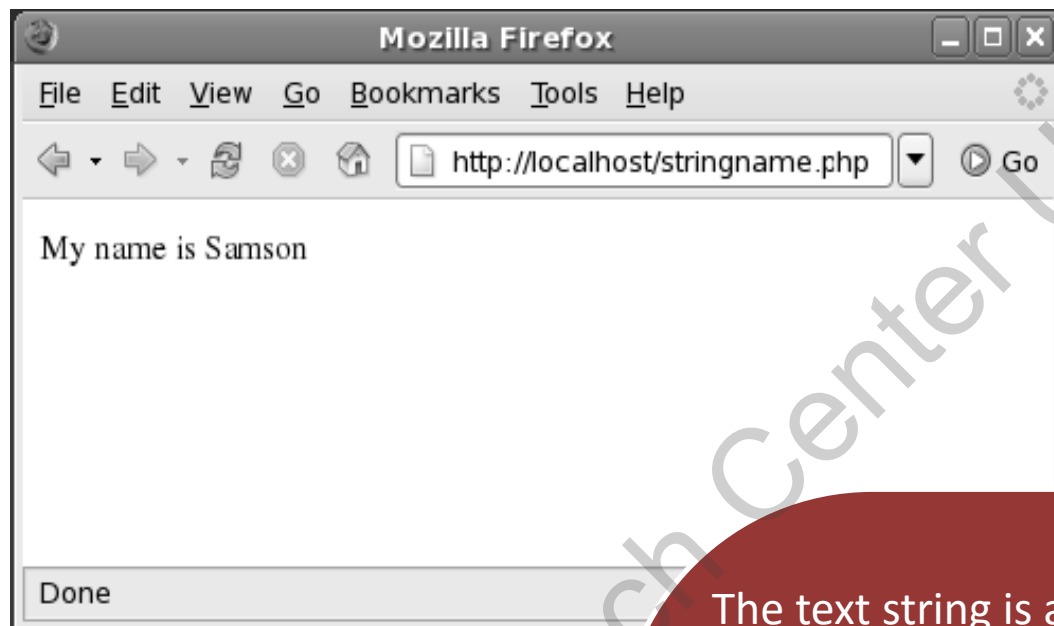 Mozilla Firefox
File Edit View Go Bookmarks Tools Help
http://localhost/stringname.php Go
My name is Samson
Done
The text string is a
Center